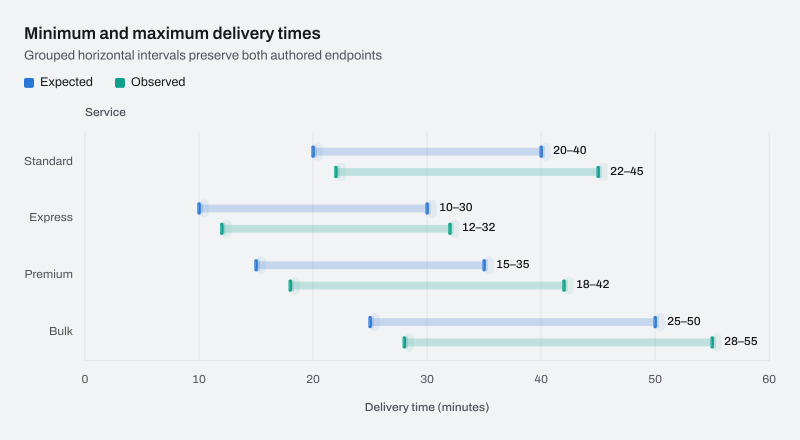 Minimum and maximum delivery times
Grouped horizontal intervals preserve both authored endpoints
Expected Observed
Service
Standard
20–40
22–45
Express
10–30
12–32
Premium
15–35
18–42
Bulk
25–50
28–55
0 10 20 30 40 50 60
Delivery time (minutes)